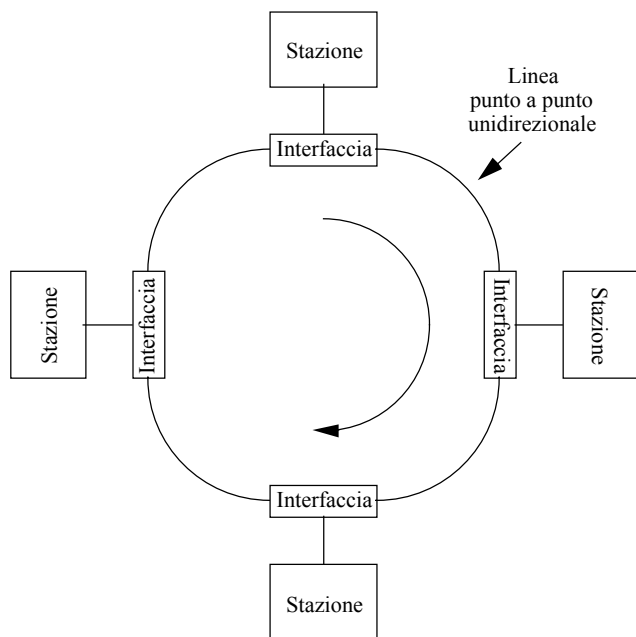 Stazione
Linea
punto a punto
unidirezionale
Interfaccia
Stazione
Interfaccia
Interfaccia
Stazione
Interfaccia
Stazione